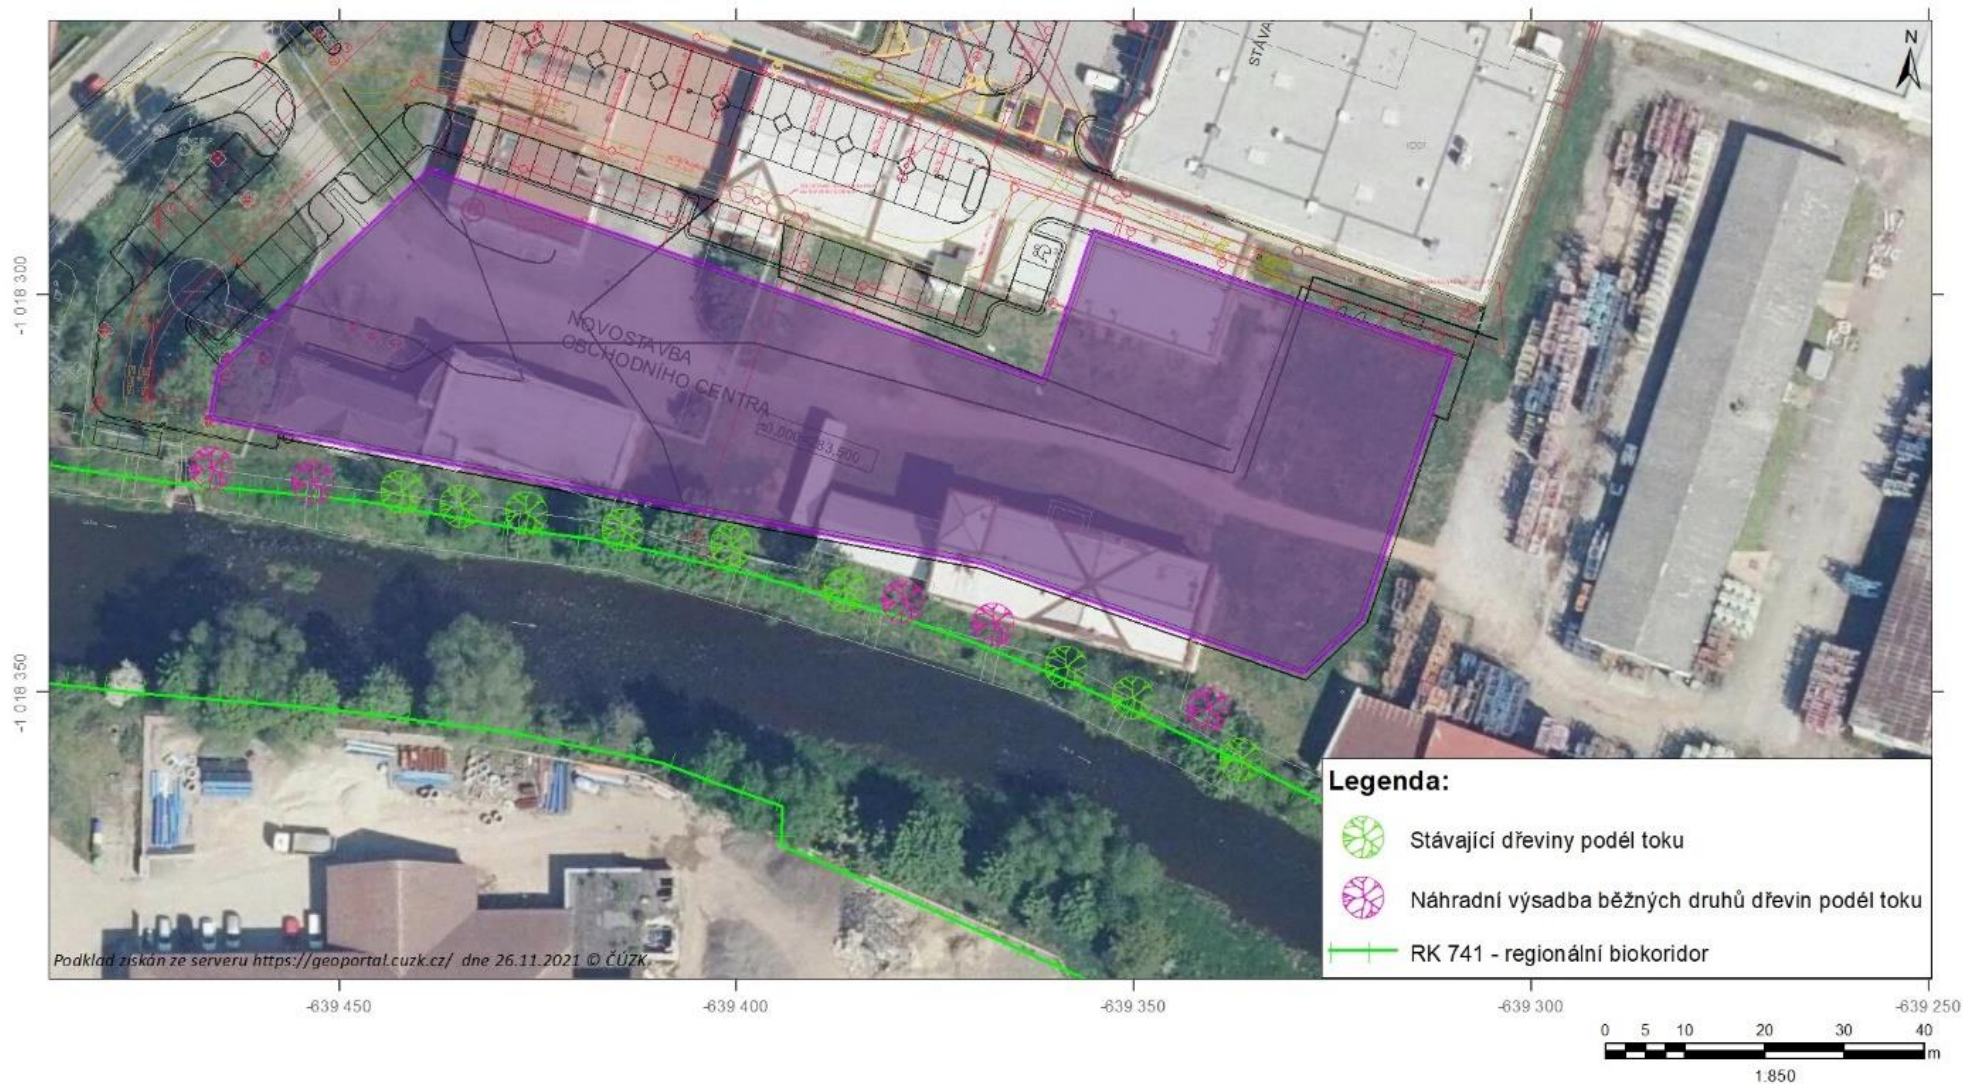 N
STÁVA
-1 018 300
NOVOSTAVBA
OBCHODNÍHO CENTRA
-1 018 350
Legenda:
Stávající dřeviny podél toku
Náhradní výsadba běžných druhů dřevin podél toku
RK 741 - regionální biokoridor
Podklad získán ze serveru https://geoportal.cuzk.cz/ dne 26.11.2021 © ČÚZK
-639 450 -639 400 -639 350 -639 300 -639 250
0 5 10 20 30 40
m
1:850